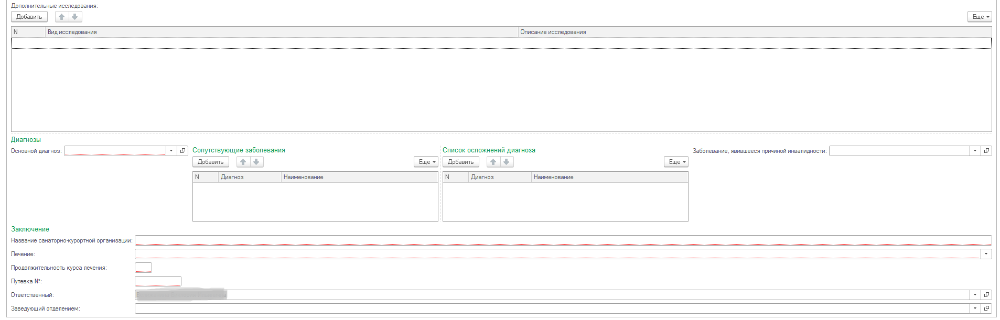 Дополнительные исследования:
Добавить Еще
N Вид исследования Описание исследования
Диагнозы
Основной диагноз: Сопутствующие заболевания Список осложнений диагноза Заболевание, явившееся причиной инвалидности:
Добавить Еще Добавить Еще
N Диагноз Наименование N Диагноз Наименование
Заключение
Название санаторно-курортной организации:
Лечение:
Продолжительность курса лечения:
Путевка №:
Ответственный:
Заведующий отделением: